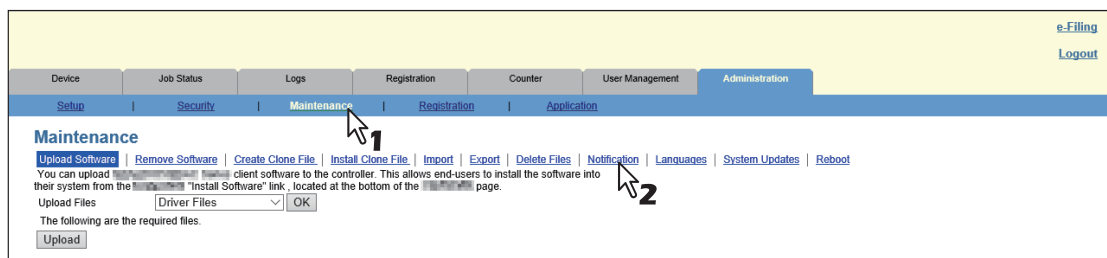 e-Filing
Logout
Device Job Status Logs Registration Counter User Management Administration
Setup | Security | Maintenance | Registration | Application
1
Maintenance
Upload Software | Remove Software | Create Clone File | Install Clone File | Import | Export | Delete Files | Notification | Languages | System Updates | Reboot
You can upload client software to the controller. This allows end-users to install the software into
2
their system from the "Install Software" link , located at the bottom of the page.
Upload Files Driver Files OK
The following are the required files.
Upload